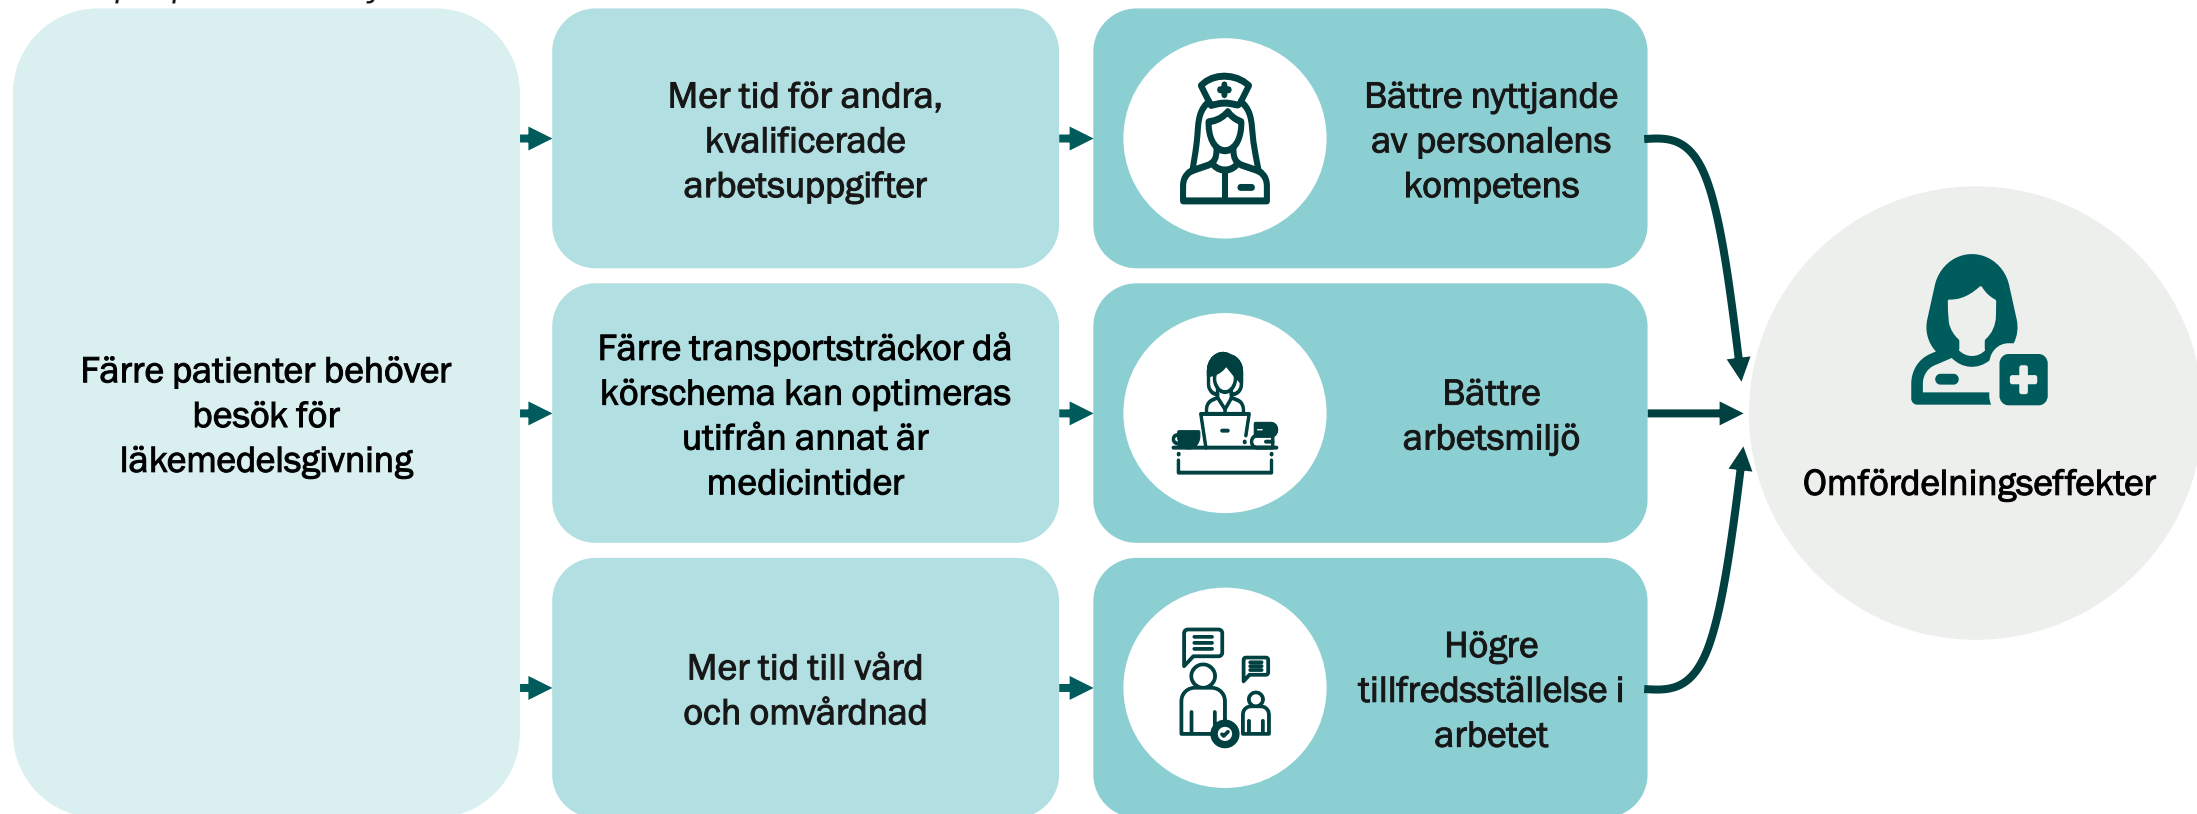 Färre patienter behöver
besök för
läkemedelsgivning
Mer tid för andra,
kvalificerade
arbetsuppgifter
Bättre nyttjande
av personalens
kompetens
Färre transportsträckor då
körschema kan optimeras
utifrån annat är
medicintider
Bättre
arbetsmiljö
Mer tid till vård
och omvårdnad
Högre
tillfredsställelse i
arbetet
Omfördelningseffekter